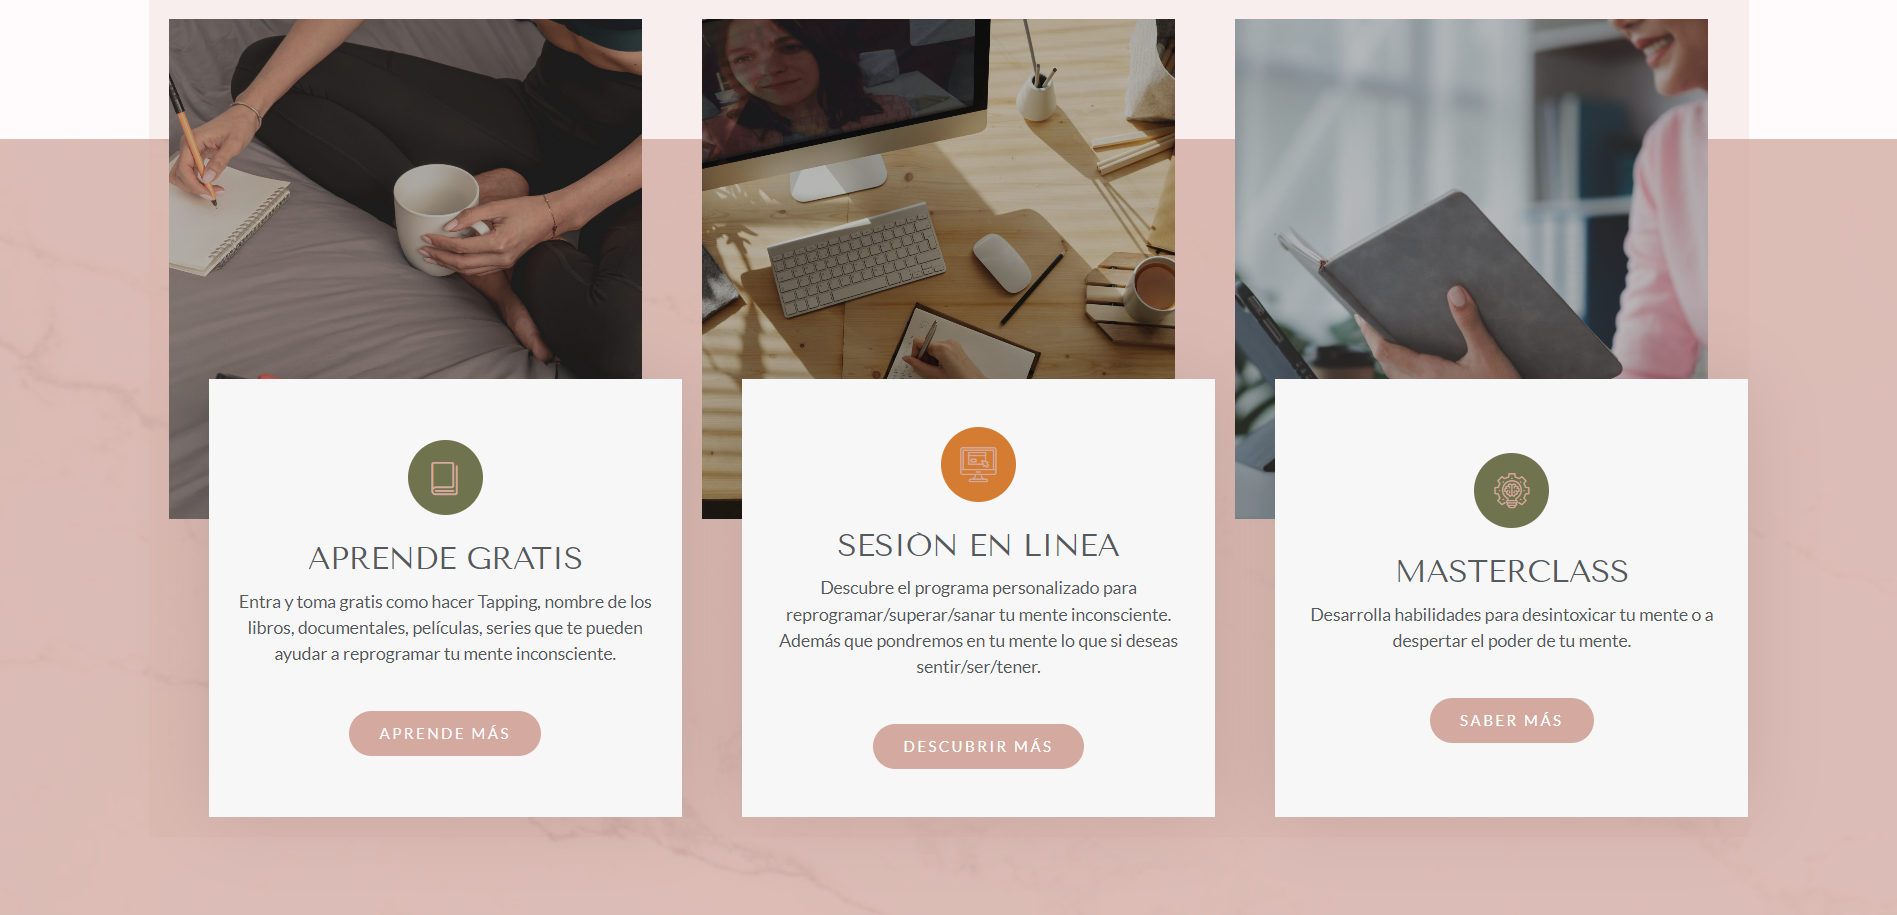 APRENDE GRATIS
Entra y toma gratis como hacer Tapping, nombre de los
libros, documentales, películas, series que te pueden
ayudar a reprogramar tu mente inconsciente.
APRENDE MÁS
SESIÓN EN LINEA
Descubre el programa personalizado para
reprogramar/superar/sanar tu mente inconsciente.
Además que pondremos en tu mente lo que si deseas
sentir/ser/tener.
DESCUBRIR MÁS
MASTERCLASS
Desarrolla habilidades para desintoxicar tu mente o a
despertar el poder de tu mente.
SABER MÁS